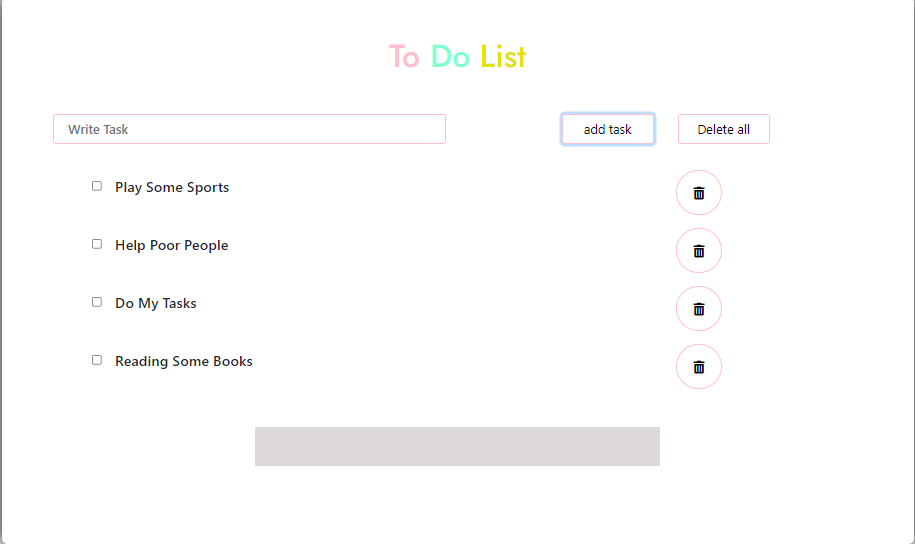 To Do List
Write Task
add task
Delete all
Play Some Sports
Help Poor People
Do My Tasks
Reading Some Books